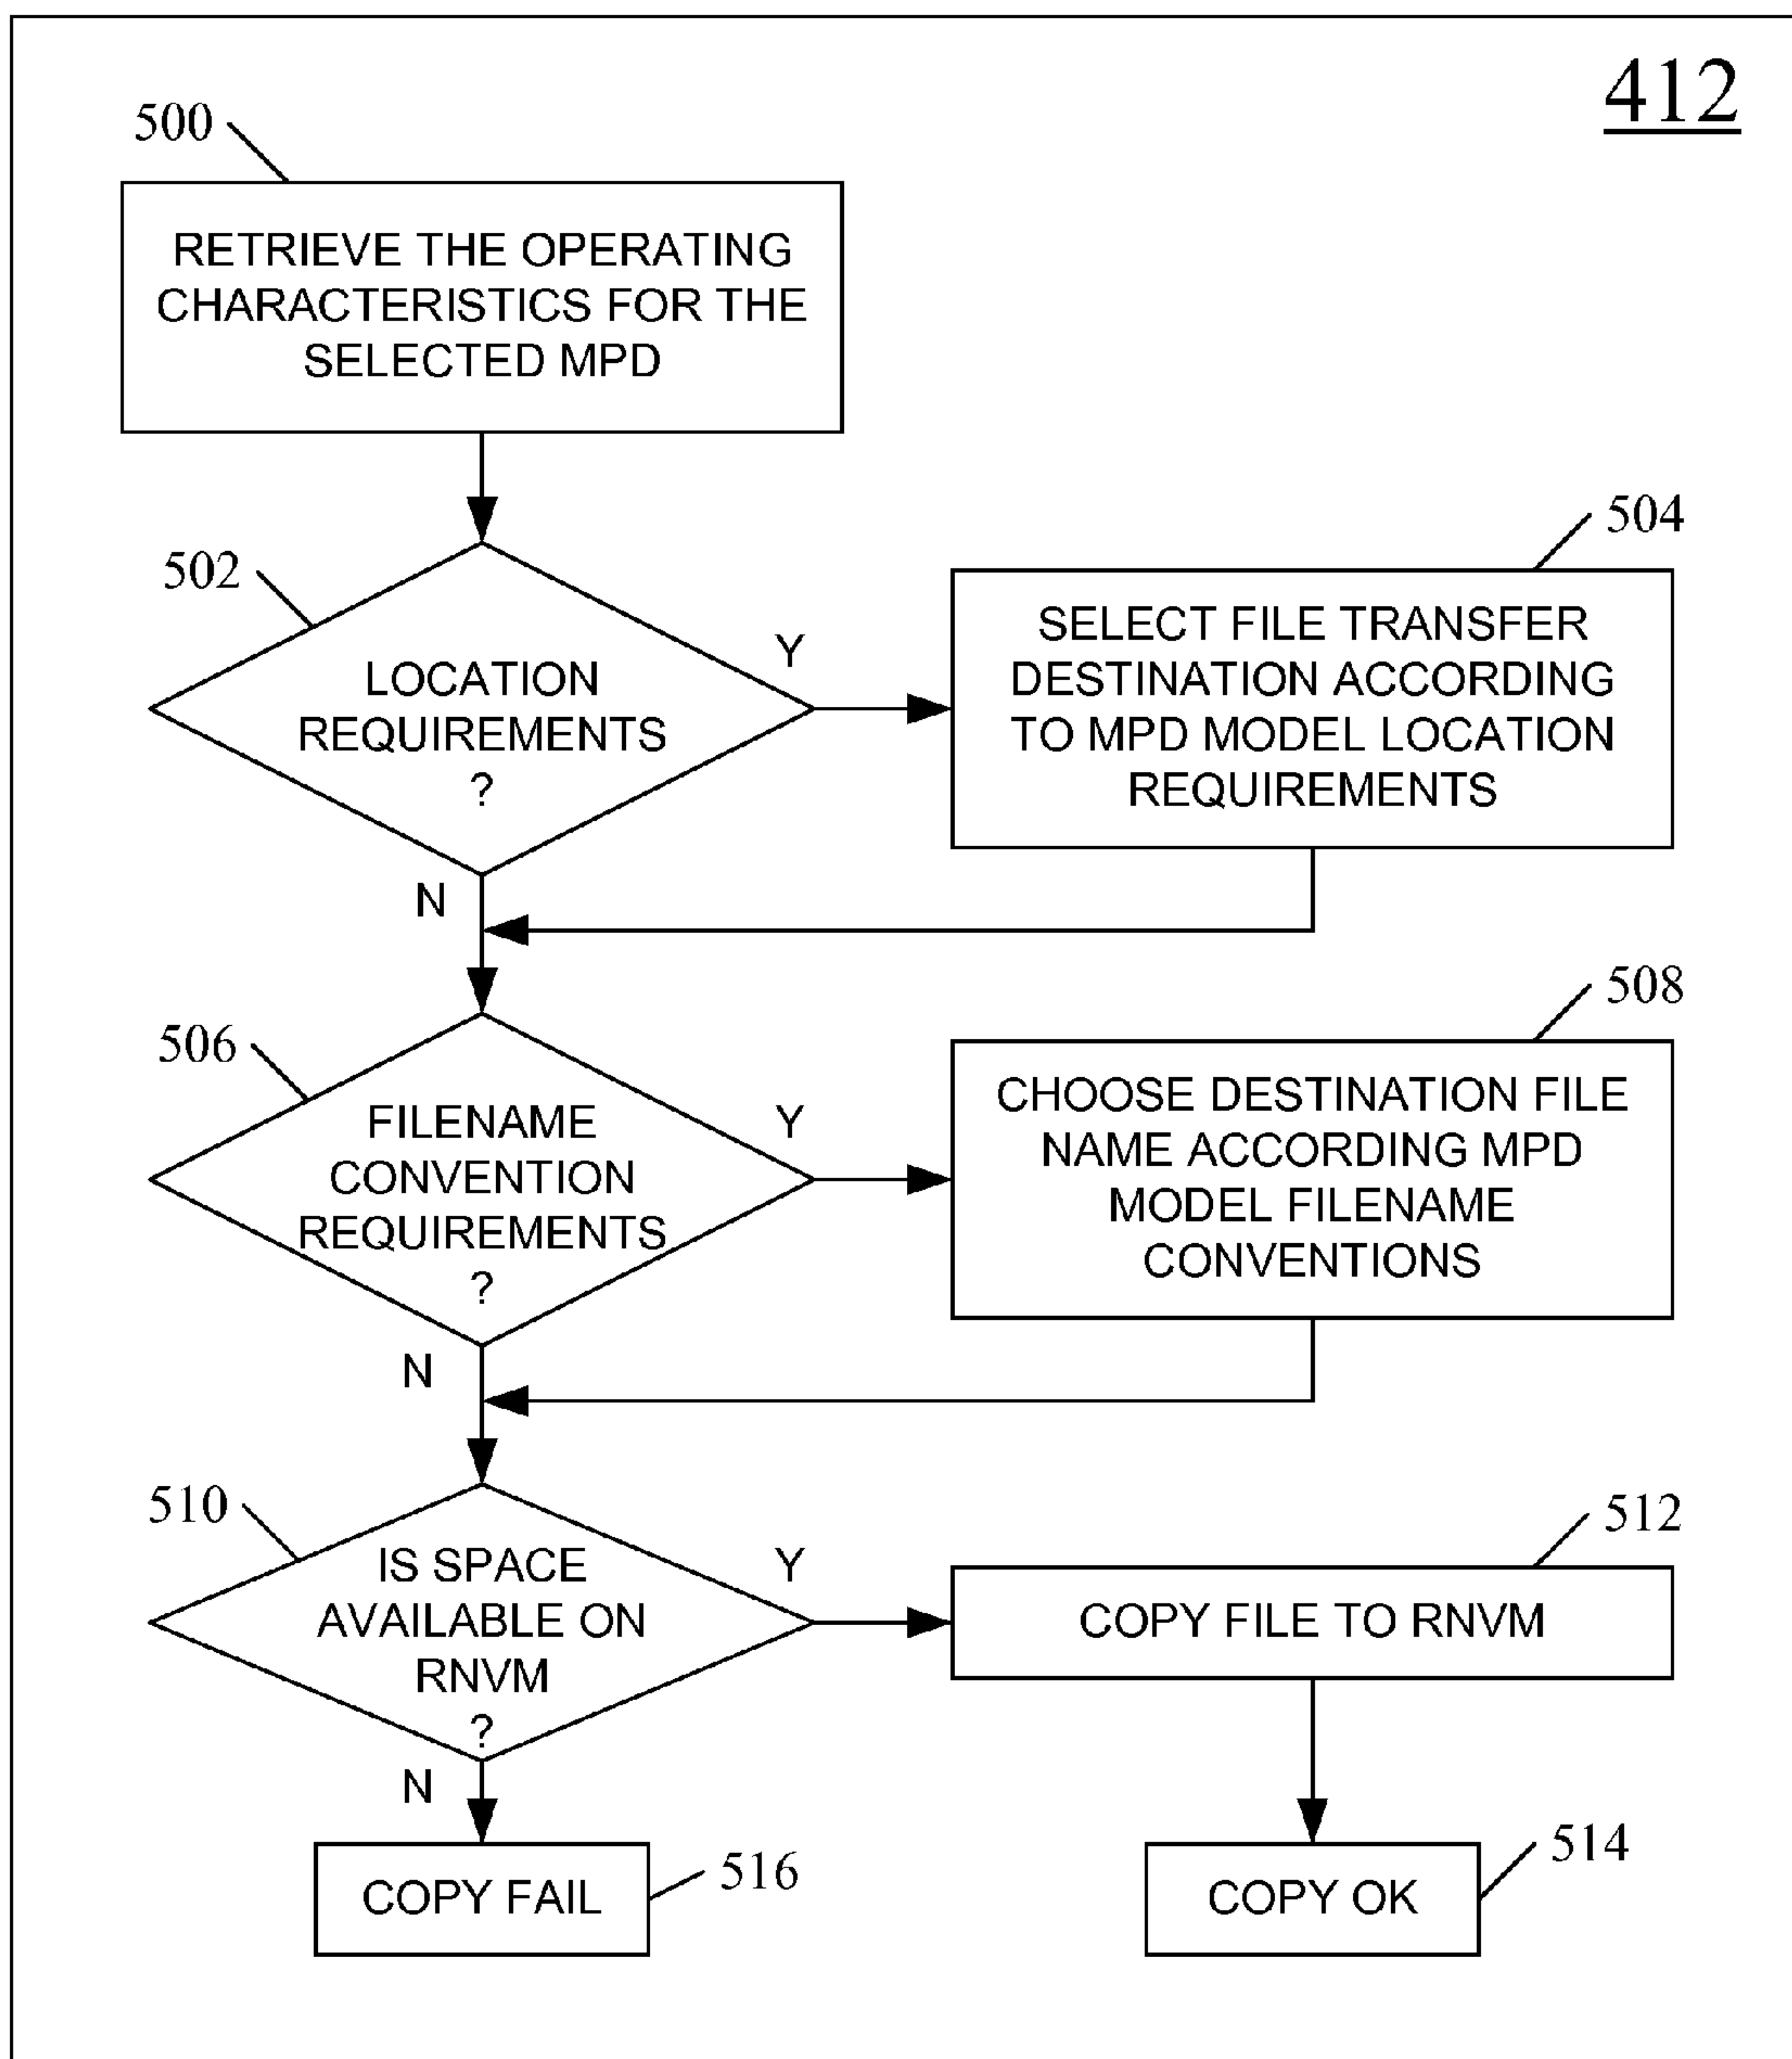 412
500
RETRIEVE THE OPERATING
CHARACTERISTICS FOR THE
SELECTED MPD
502
LOCATION
REQUIREMENTS
?
Y
N
504
SELECT FILE TRANSFER
DESTINATION ACCORDING
TO MPD MODEL LOCATION
REQUIREMENTS
506
FILENAME
CONVENTION
REQUIREMENTS
?
Y
N
508
CHOOSE DESTINATION FILE
NAME ACCORDING MPD
MODEL FILENAME
CONVENTIONS
510
IS SPACE
AVAILABLE ON
RNVM
?
Y
N
512
COPY FILE TO RNVM
COPY FAIL
516
COPY OK
514